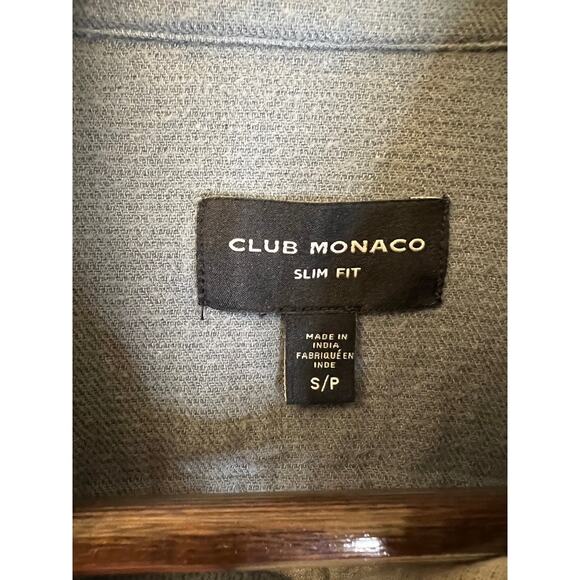 CLUB MONACO
SLIM FIT
MADE IN
INDIA
FABRIQUÉ EN
INDE
S/P